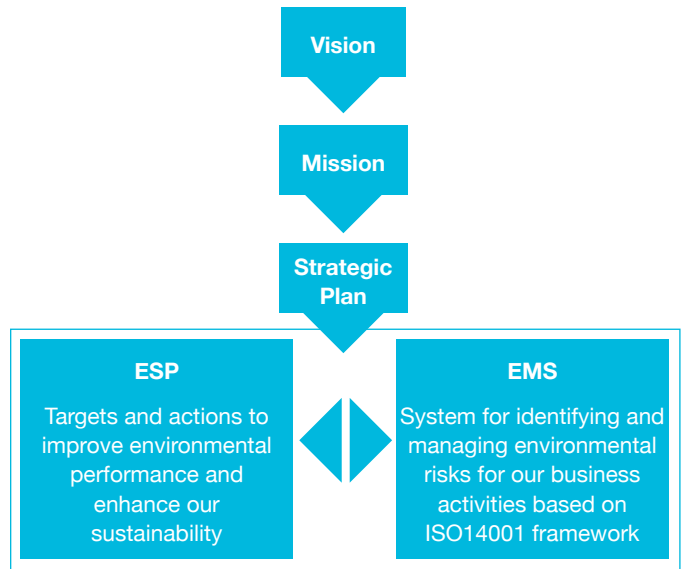 Vision
Mission
Strategic
Plan
ESP
Targets and actions to
improve environmental
performance and
enhance our
sustainability
EMS
System for identifying and
managing environmental
risks for our business
activities based on
ISO14001 framework